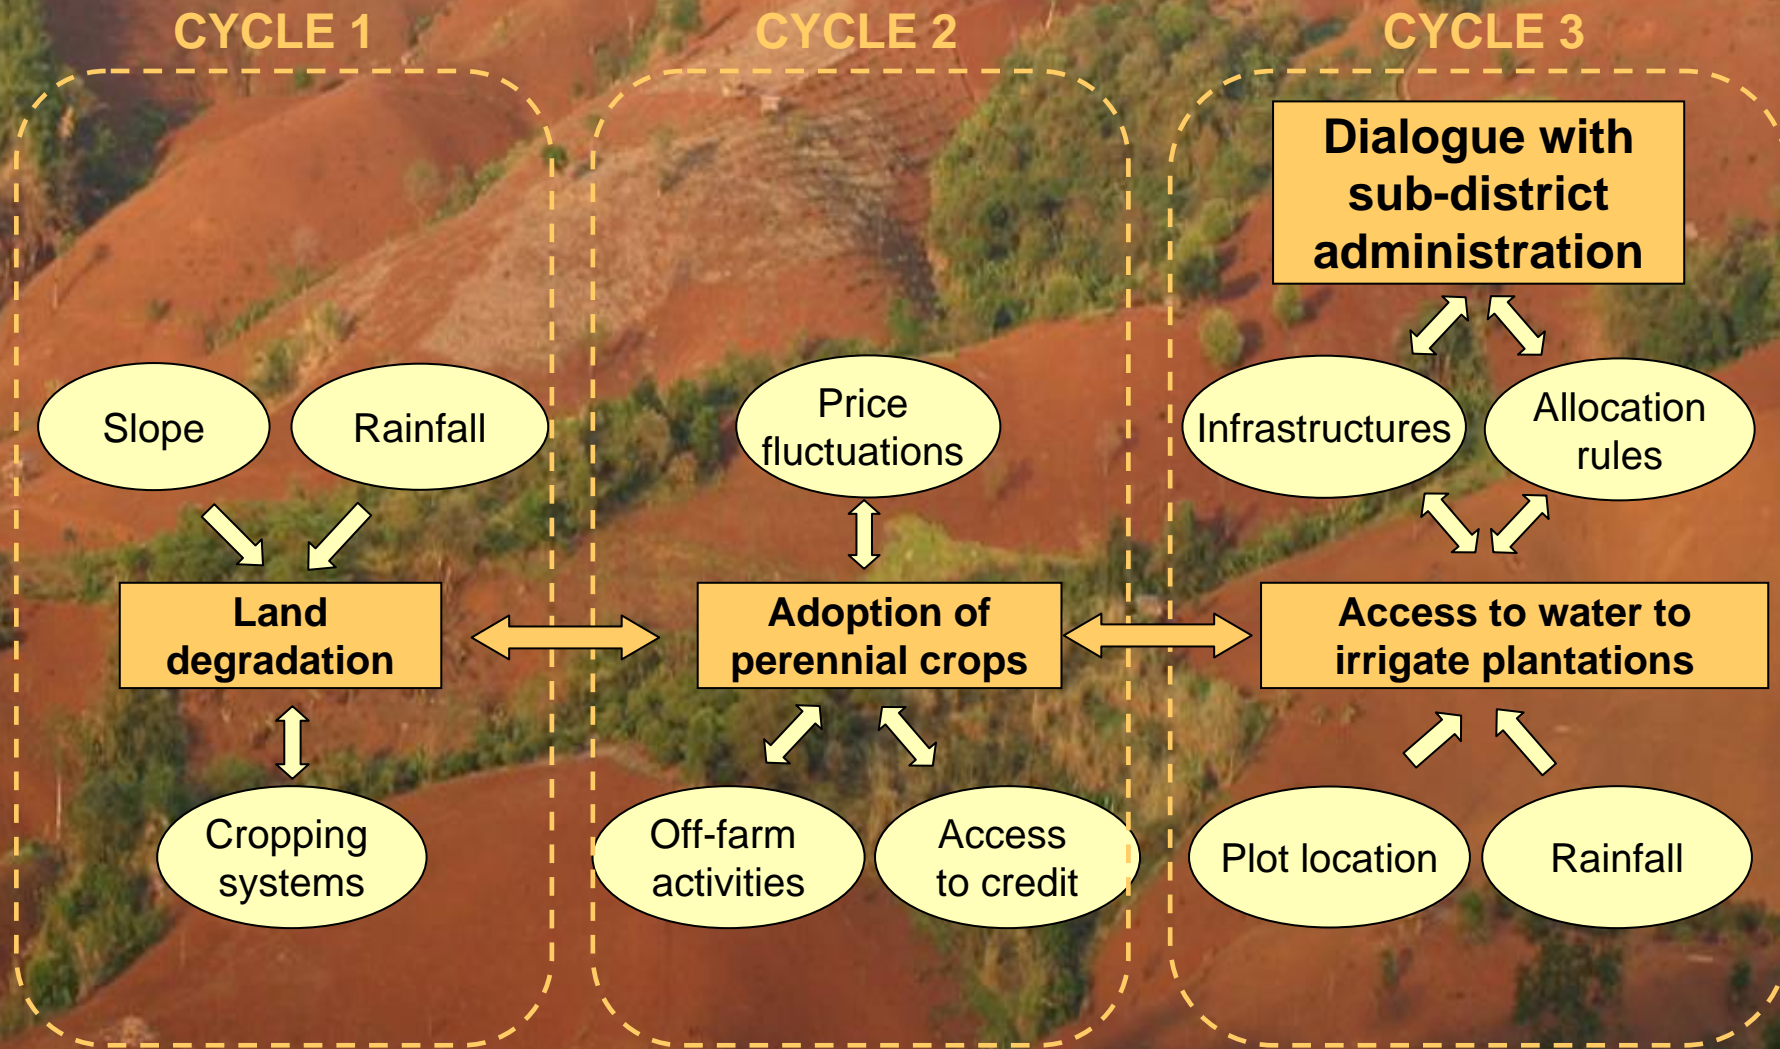 CYCLE 1
CYCLE 2
CYCLE 3
Dialogue with
sub-district
administration
Slope
Rainfall
Price
fluctuations
Infrastructures
Allocation
rules
Land
degradation
Adoption of
perennial crops
Access to water to
irrigate plantations
Cropping
systems
Off-farm
activities
Access
to credit
Plot location
Rainfall